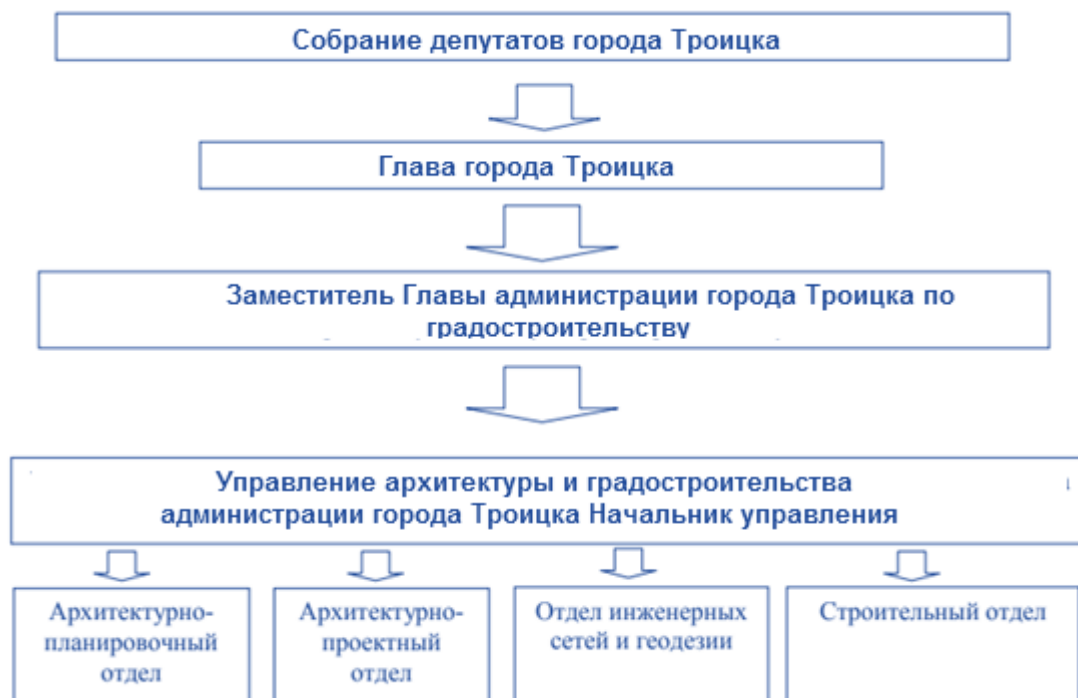 Собрание депутатов города Троицка
Глава города Троицка
Заместитель Главы администрации города Троицка по
градостроительству
Управление архитектуры и градостроительства
администрации города Троицка Начальник управления
Архитектурно-
планировочный
отдел
Архитектурно-
проектный
отдел
Отдел инженерных
сетей и геодезии
Строительный отдел